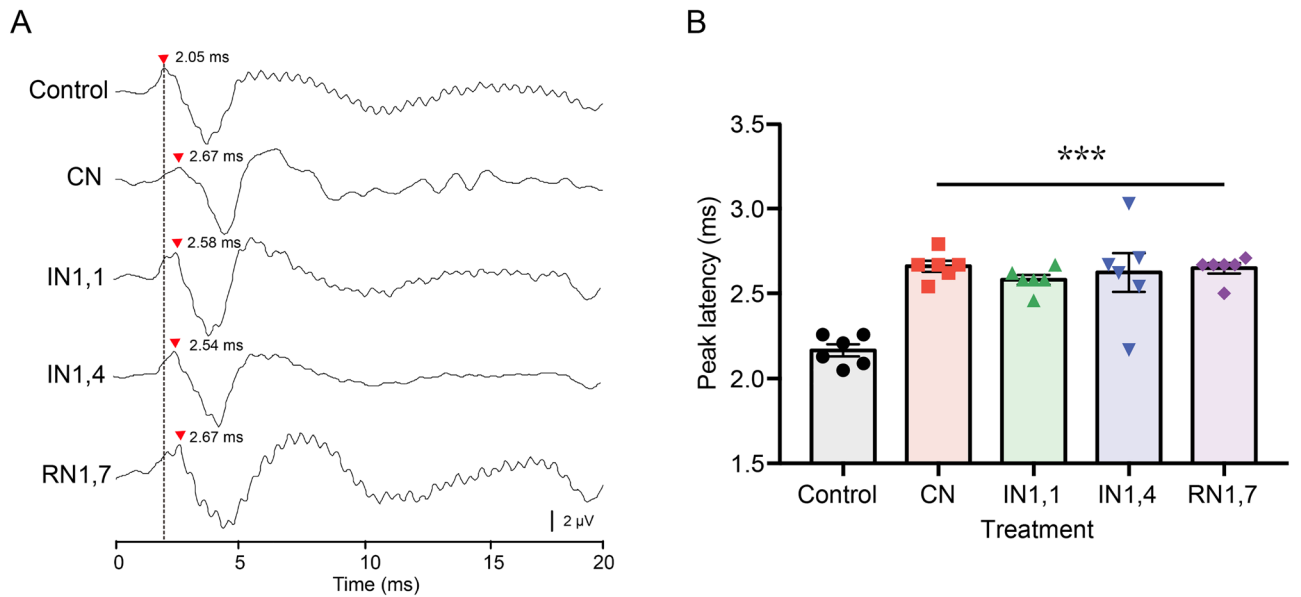 A
Control
2.05 ms
CN
2.67 ms
IN1,1
2.58 ms
IN1,4
2.54 ms
RN1,7
2.67 ms
2 μV
0 5 10 15 20
Time (ms)
B
Peak latency (ms)
3.5
3.0
2.5
2.0
1.5
***
Control CN IN1,1 IN1,4 RN1,7
Treatment